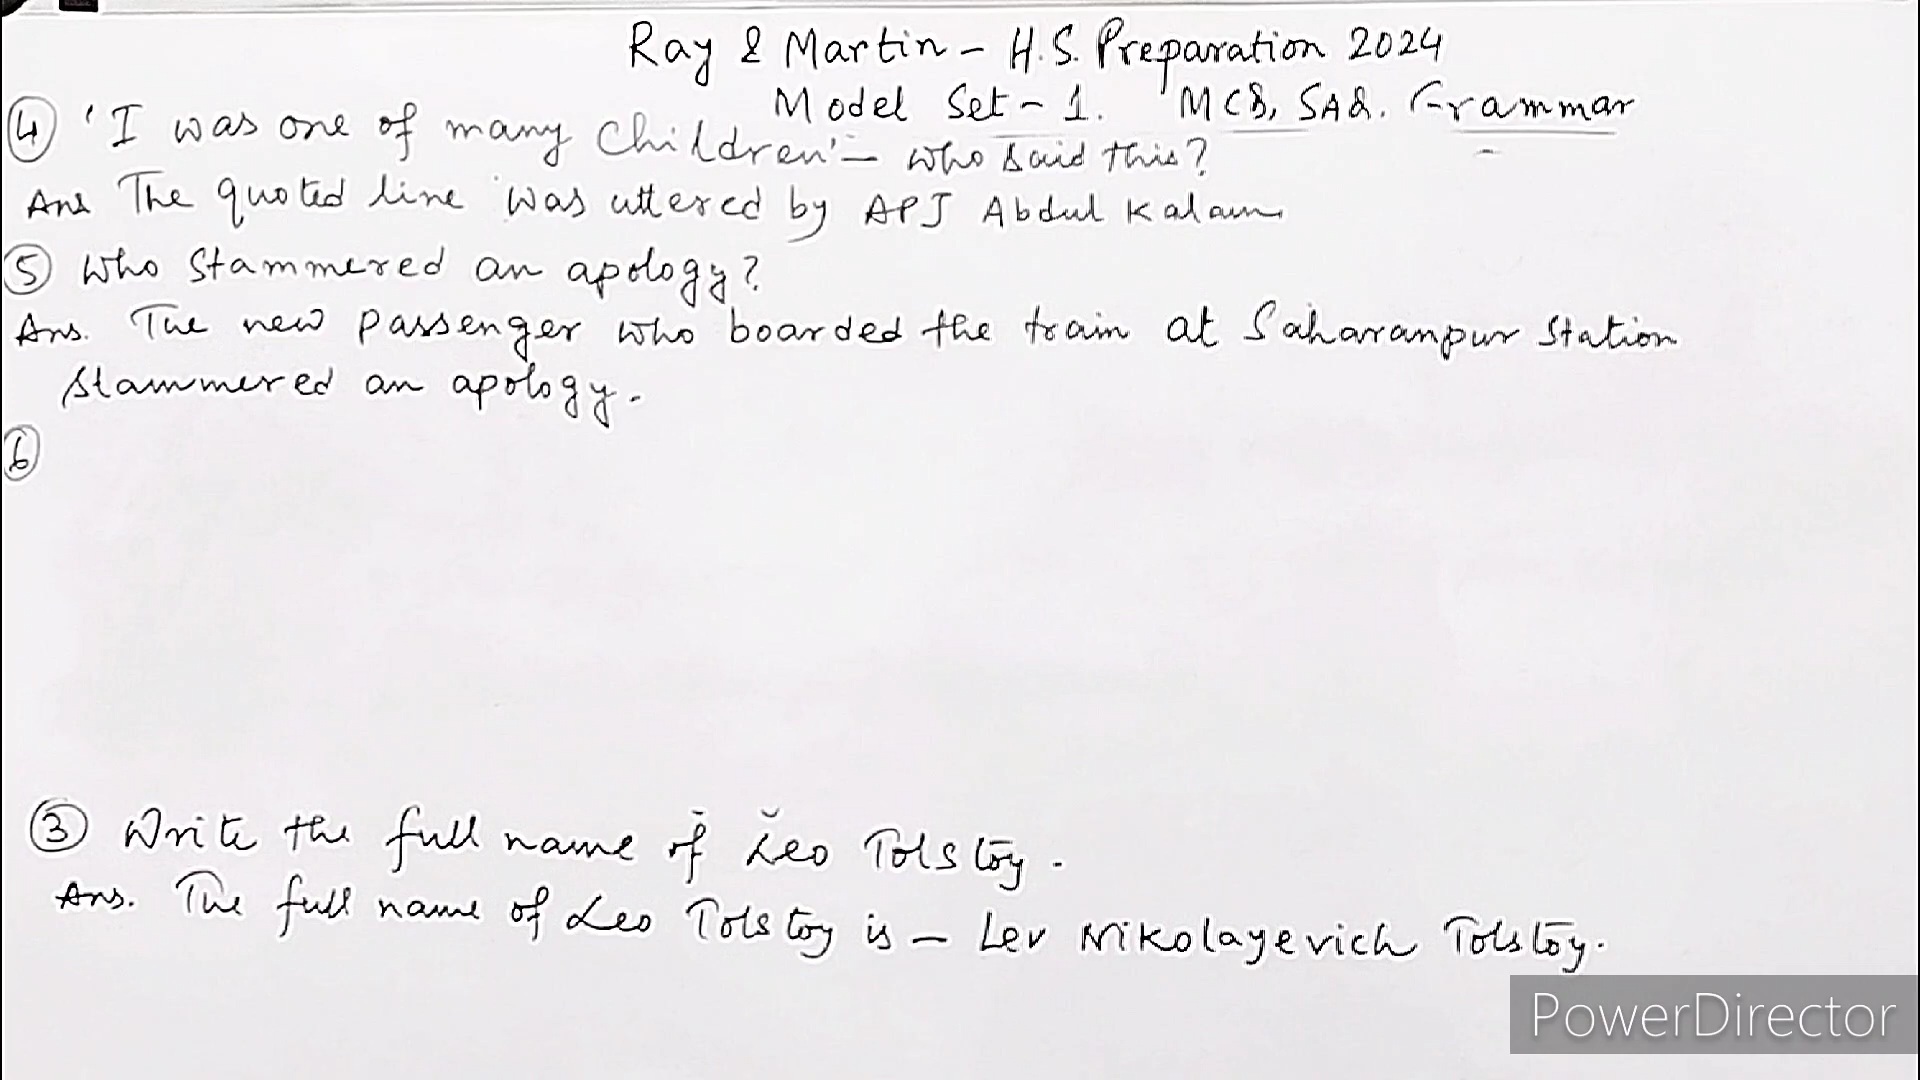 Ray & Martin - H.S. Preparation 2024
Model Set - 1. MCQ, SAQ. Grammar
④ 'I was one of many Children' - who said this?
Ans The quoted line was uttered by APJ Abdul Kalam
⑤ Who stammered an apology?
Ans. The new passenger who boarded the train at Saharanpur Station
stammered an apology.
⑥
③ Write the full name of Leo Tolstoy.
Ans. The full name of Leo Tolstoy is - Lev Nikolayevich Tolstoy.
PowerDirector